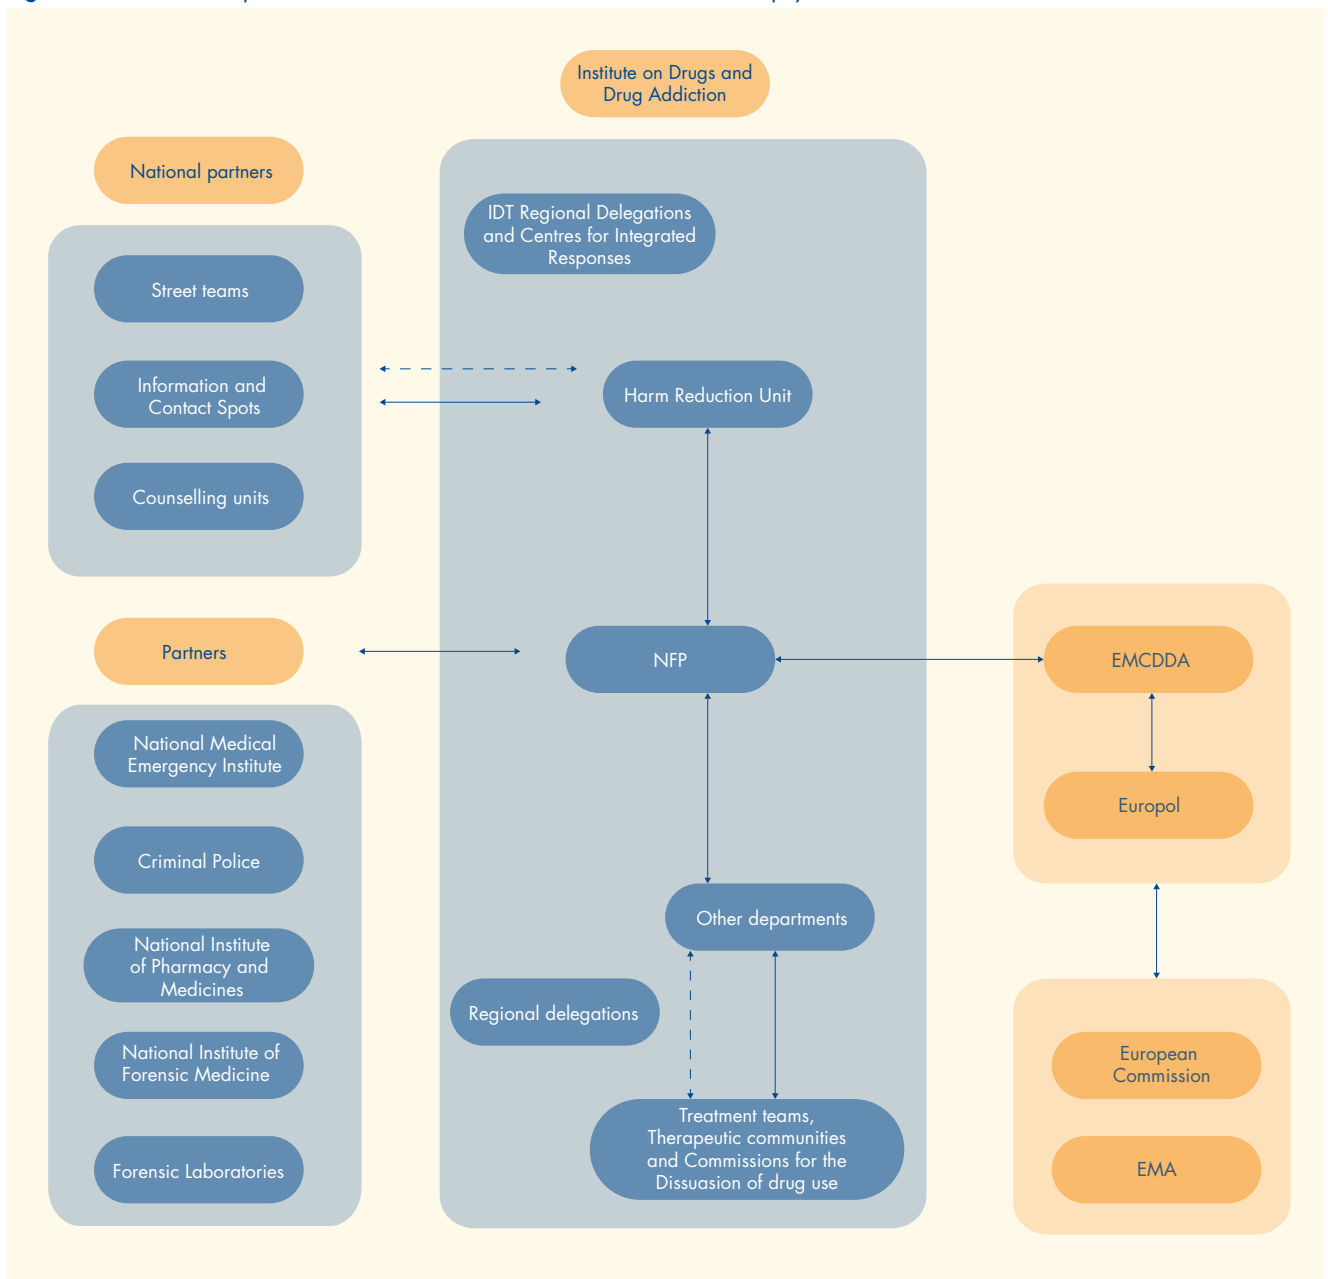 Institute on Drugs and
Drug Addiction
National partners
Street teams
Information and
Contact Spots
Counselling units
Partners
National Medical
Emergency Institute
Criminal Police
National Institute
of Pharmacy and
Medicines
National Institute of
Forensic Medicine
Forensic Laboratories
IDT Regional Delegations
and Centres for Integrated
Responses
Harm Reduction Unit
NFP
Other departments
Regional delegations
Treatment teams,
Therapeutic communities
and Commissions for the
Dissuasion of drug use
EMCDDA
Europol
European
Commission
EMA